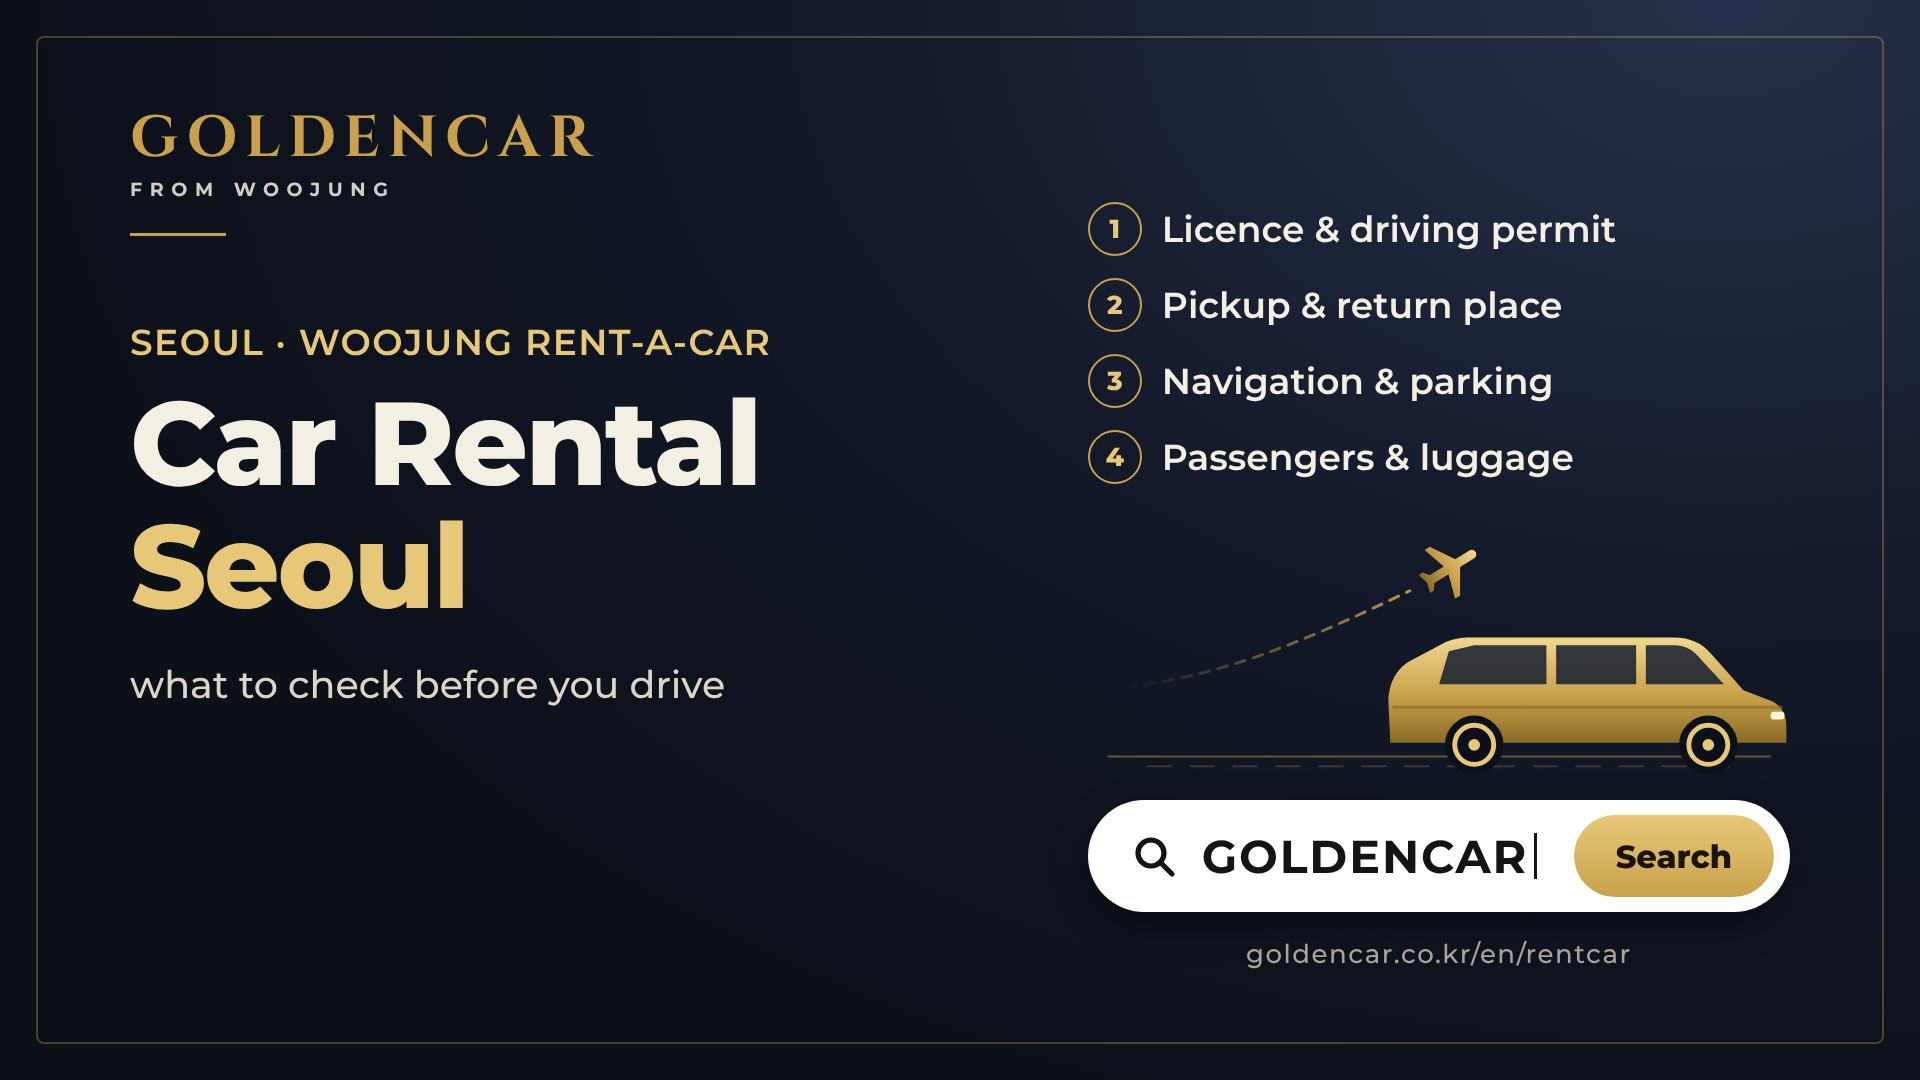 GOLDENCAR
FROM WOOJUNG
SEOUL · WOOJUNG RENT-A-CAR
Car Rental
Seoul
what to check before you drive
1 Licence & driving permit
2 Pickup & return place
3 Navigation & parking
4 Passengers & luggage
GOLDENCAR Search
goldencar.co.kr/en/rentcar